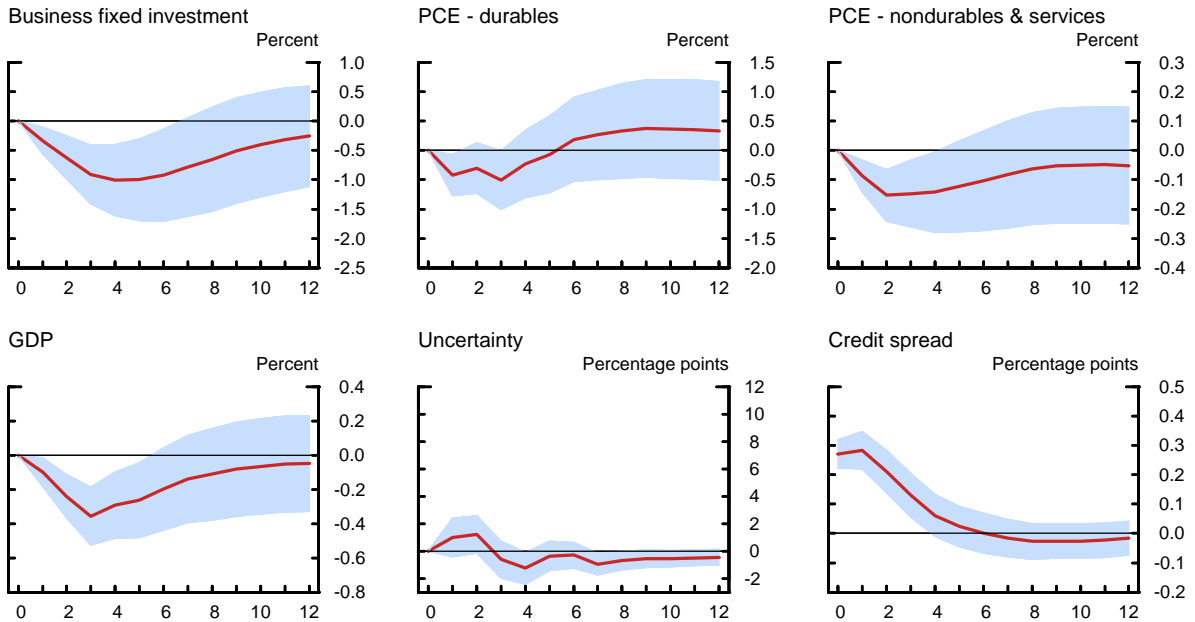 Business fixed investment
Percent
1.0
0.5
0.0
-0.5
-1.0
-1.5
-2.0
-2.5
0 2 4 6 8 10 12
PCE - durables
Percent
1.5
1.0
0.5
0.0
-0.5
-1.0
-1.5
-2.0
0 2 4 6 8 10 12
PCE - nondurables & services
Percent
0.3
0.2
0.1
0.0
-0.1
-0.2
-0.3
-0.4
0 2 4 6 8 10 12
GDP
Percent
0.4
0.2
0.0
-0.2
-0.4
-0.6
-0.8
0 2 4 6 8 10 12
Uncertainty
Percentage points
12
10
8
6
4
2
0
-2
0 2 4 6 8 10 12
Credit spread
Percentage points
0.5
0.4
0.3
0.2
0.1
0.0
-0.1
-0.2
0 2 4 6 8 10 12